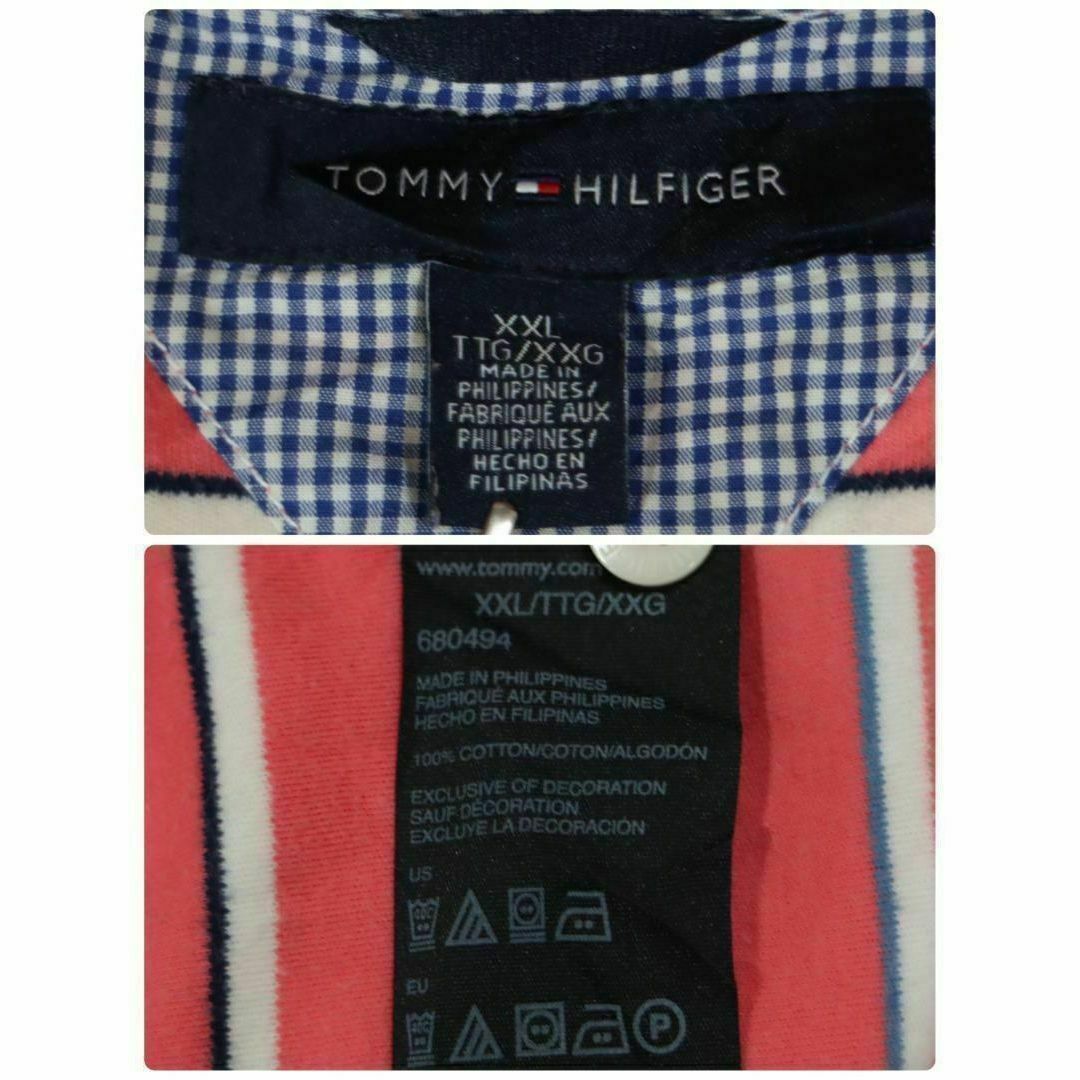 TOMMY HILFIGER
XXL
TTG/XXG
MADE IN
PHILIPPINES/
FABRIQUÉ AUX
PHILIPPINES/
HECHO EN
FILIPINAS
www.tommy.com
XXL/TTG/XXG
680494
MADE IN PHILIPPINES
FABRIQUÉ AUX PHILIPPINES
HECHO EN FILIPINAS
100% COTTON/COTON/ALGODÓN
EXCLUSIVE OF DECORATION
SAUF DÉCORATION
EXCLUYE LA DECORACIÓN
US
EU
P